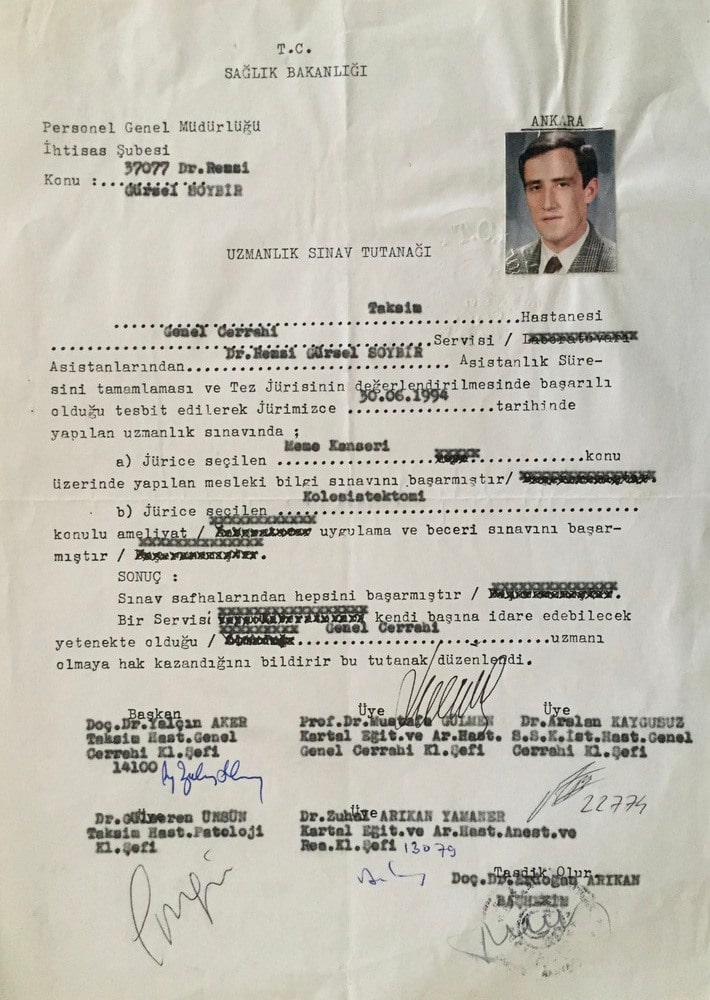 T.C.
SAĞLIK BAKANLIĞI
Personel Genel Müdürlüğü
ANKARA
İhtisas Şubesi
37077 Dr.Remzi
Konu :...............
Gürsel SOYBİR
UZMANLIK SINAV TUTANAĞI
Taksim
..............................Hastanesi
Genel Cerrahi
..............................Servisi / Laboratovarı
Dr.Remzi Gürsel SOYBİR
Asistanlarından.............................. Asistanlık Süre-
sini tamamlaması ve Tez Jürisinin değerlendirilmesinde başarılı
30.06.1994
olduğu tesbit edilerek Jürimizce ................tarihinde
yapılan uzmanlık sınavında ;
Meme Kanseri
a) Jürice seçilen ..............................konu
üzerinde yapılan mesleki bilgi sınavını başarmıştır/
Kolesistektomi
b) Jürice seçilen ..............................
konulu ameliyat / uygulama ve beceri sınavını başar-
mıştır / .
SONUÇ :
Sınav safhalarından hepsini başarmıştır / .
Bir Servisi kendi başına idare edebilecek
Genel Cerrahi
yetenekte olduğu / ..............................uzmanı
olmaya hak kazandığını bildirir bu tutanak düzenlendi.
Başkan Üye Üye
Doç.Dr.Yalçın AKER Prof.Dr.Mustafa GÜLMEN Dr.Arslan KAYGUSUZ
Taksim Hast.Genel Kartal Eğit.ve Ar.Hast. S.S.K.İst.Hast.Genel
Cerrahi Kl.Şefi Genel Cerrahi Kl.Şefi Cerrahi Kl.Şefi
14100
22774
Üye
Dr.Gülmeren ÜNSÜN Dr.Zuhal ARIKAN YAMANER
Taksim Hast.Patoloji Kartal Eğit.ve Ar.Hast.Anest.ve
Kl.Şefi Rea.Kl.Şefi 13079
Tasdik Olur.
Doç.Dr.Erdoğan ARIKAN
BAŞHEKİM